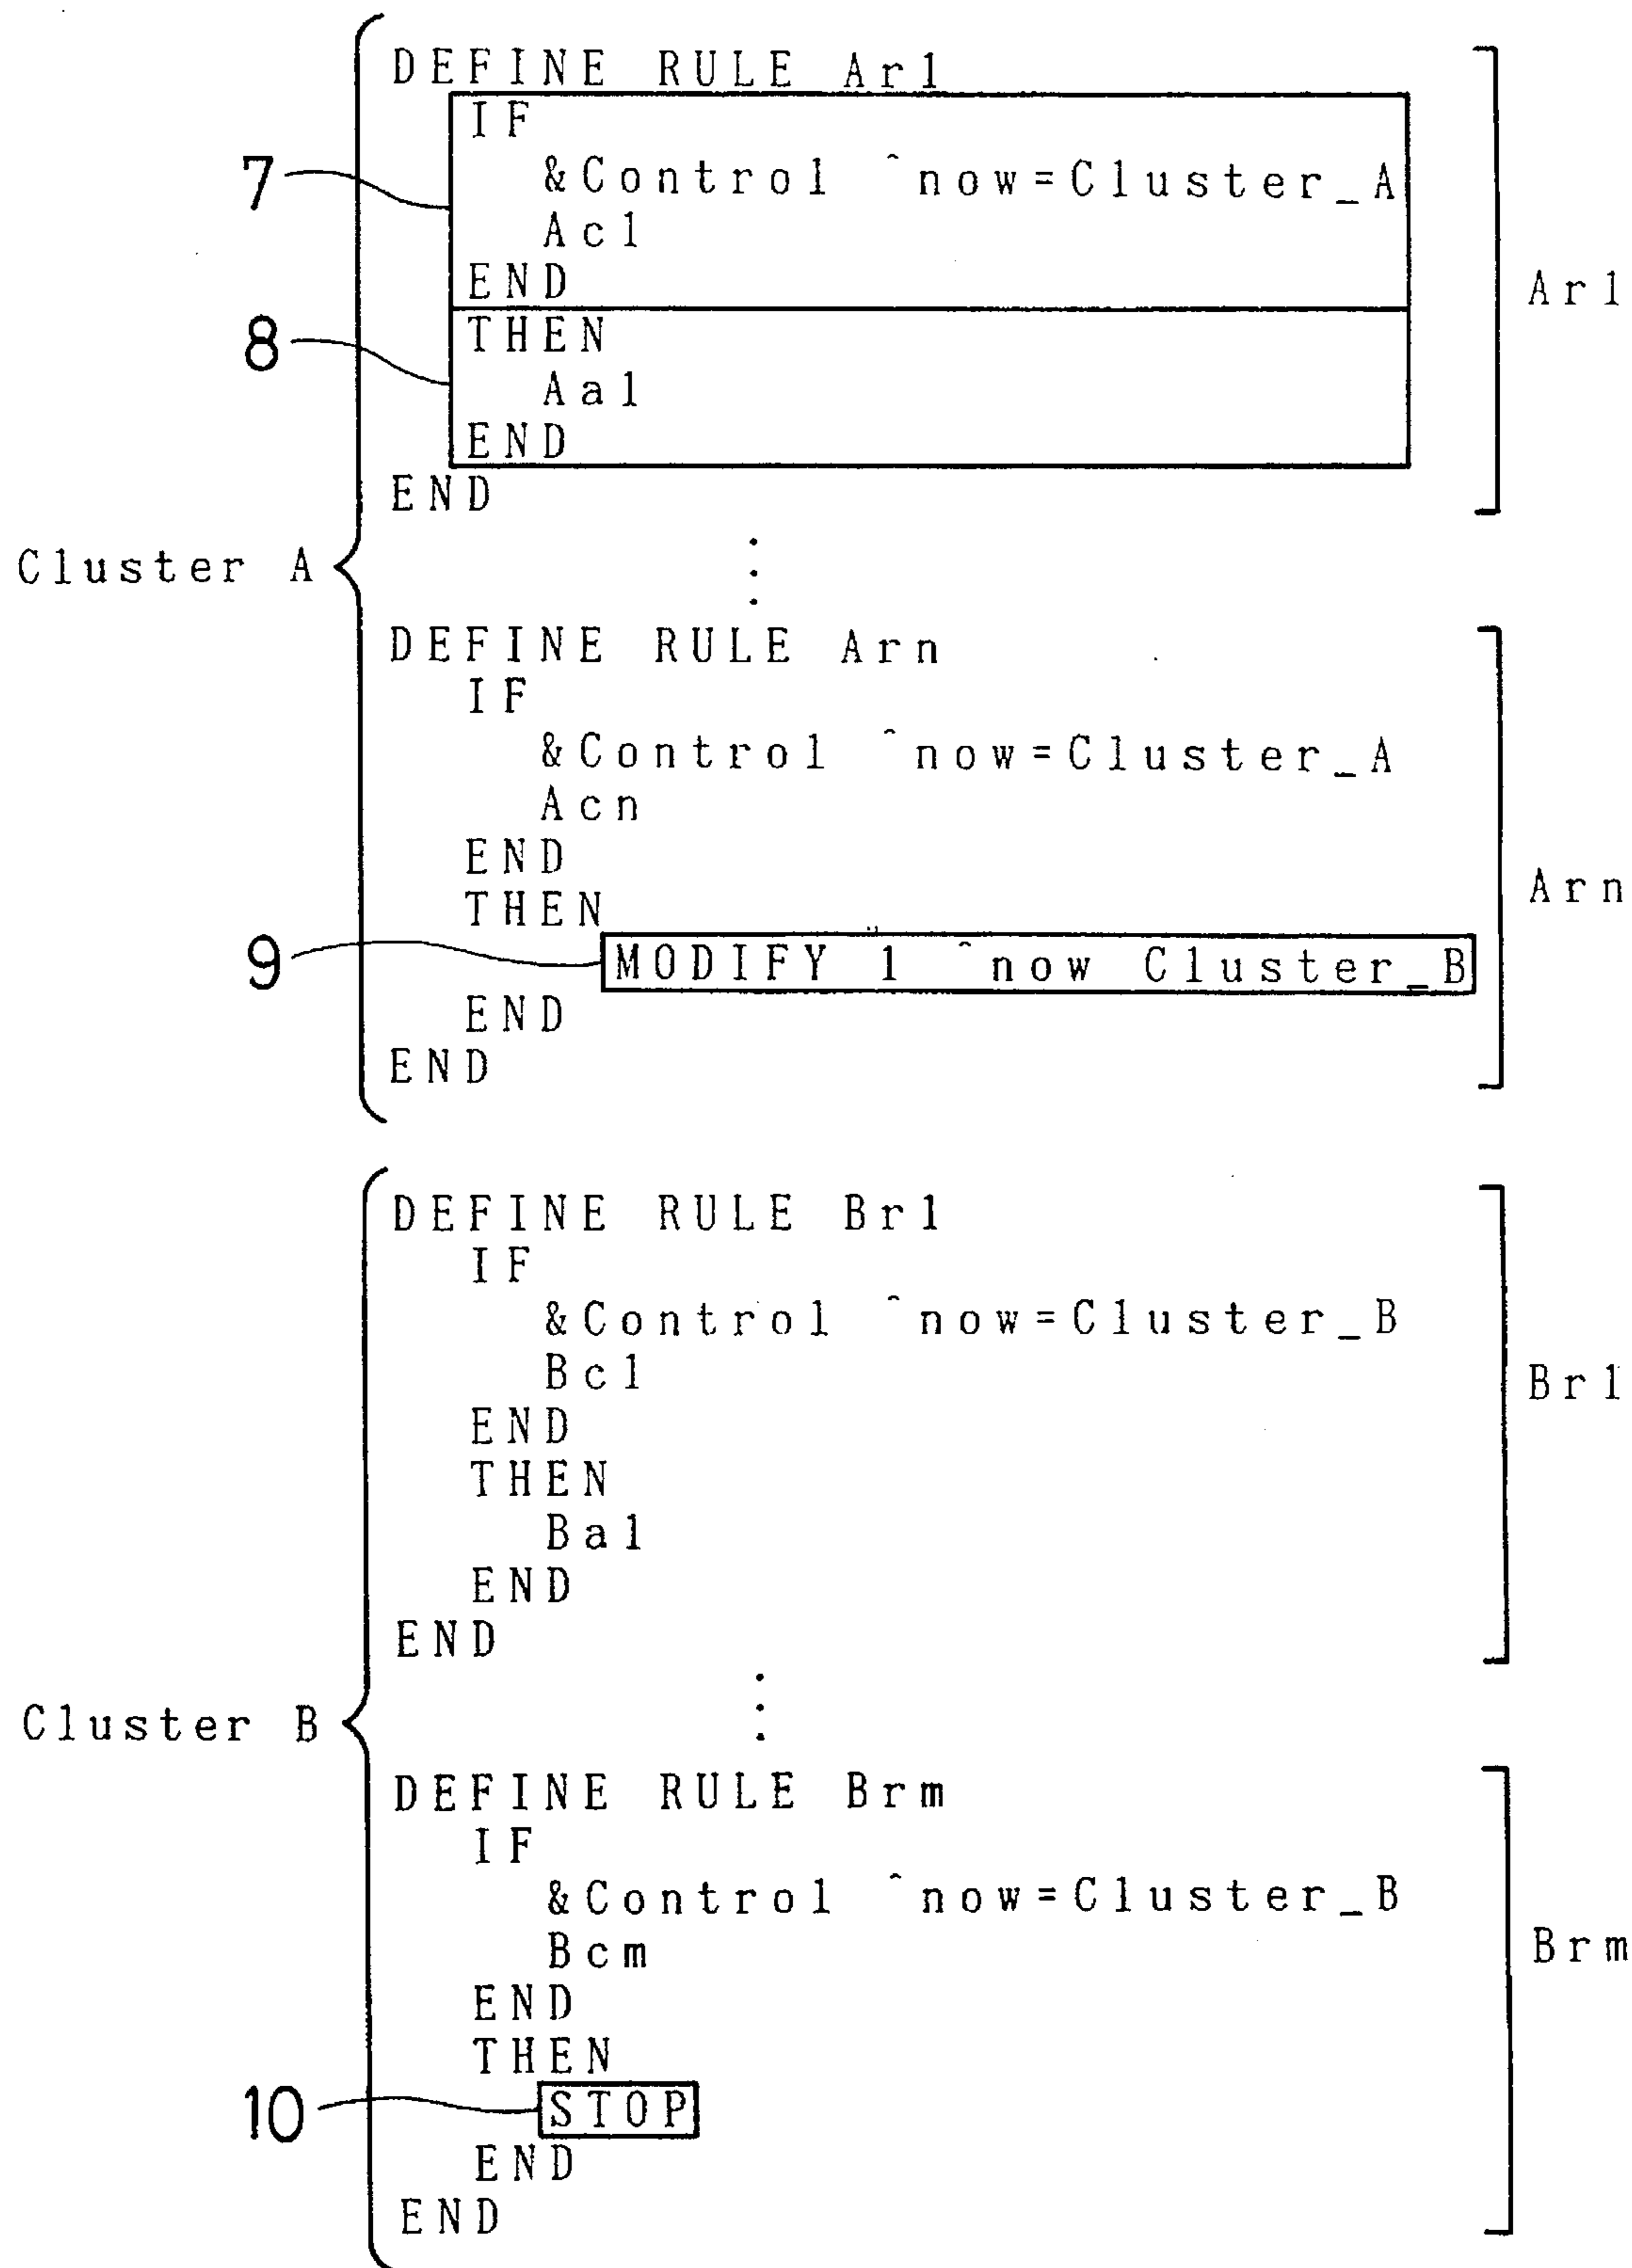 DEFINE RULE Ar1
IF
7 &Control ^now=Cluster_A
Ac1
END Ar1
8 THEN
Aa1
END
END
Cluster A
DEFINE RULE Arn
IF
&Control ^now=Cluster_A
Acn
END
THEN Arn
9 MODIFY 1 ^now Cluster_B
END
END
DEFINE RULE Br1
IF
&Control ^now=Cluster_B
Bc1 Br1
END
THEN
Ba1
END
END
Cluster B
DEFINE RULE Brm
IF
&Control ^now=Cluster_B
Bcm Brm
END
THEN
10 STOP
END
END